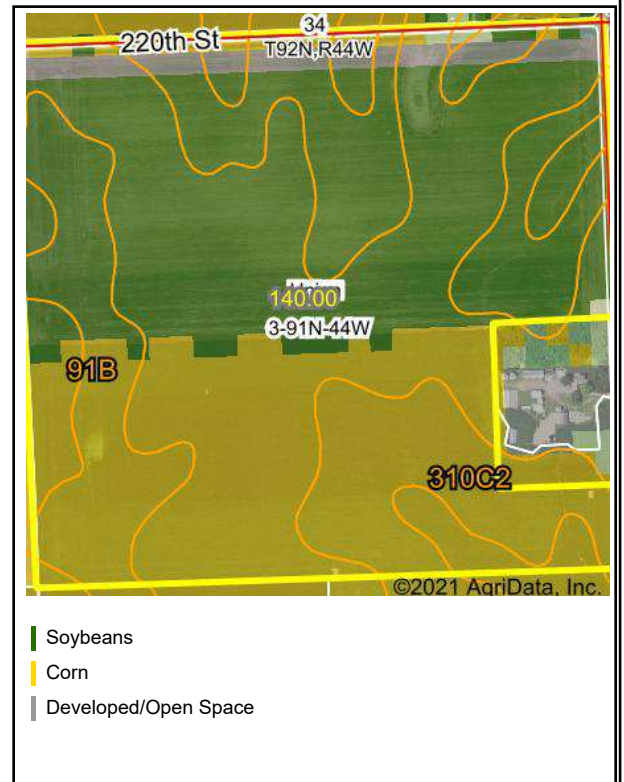 34
220th St
T92N,R44W
140.00
3-91N-44W
91B
310C2
©2021 AgriData, Inc.
Soybeans
Corn
Developed/Open Space